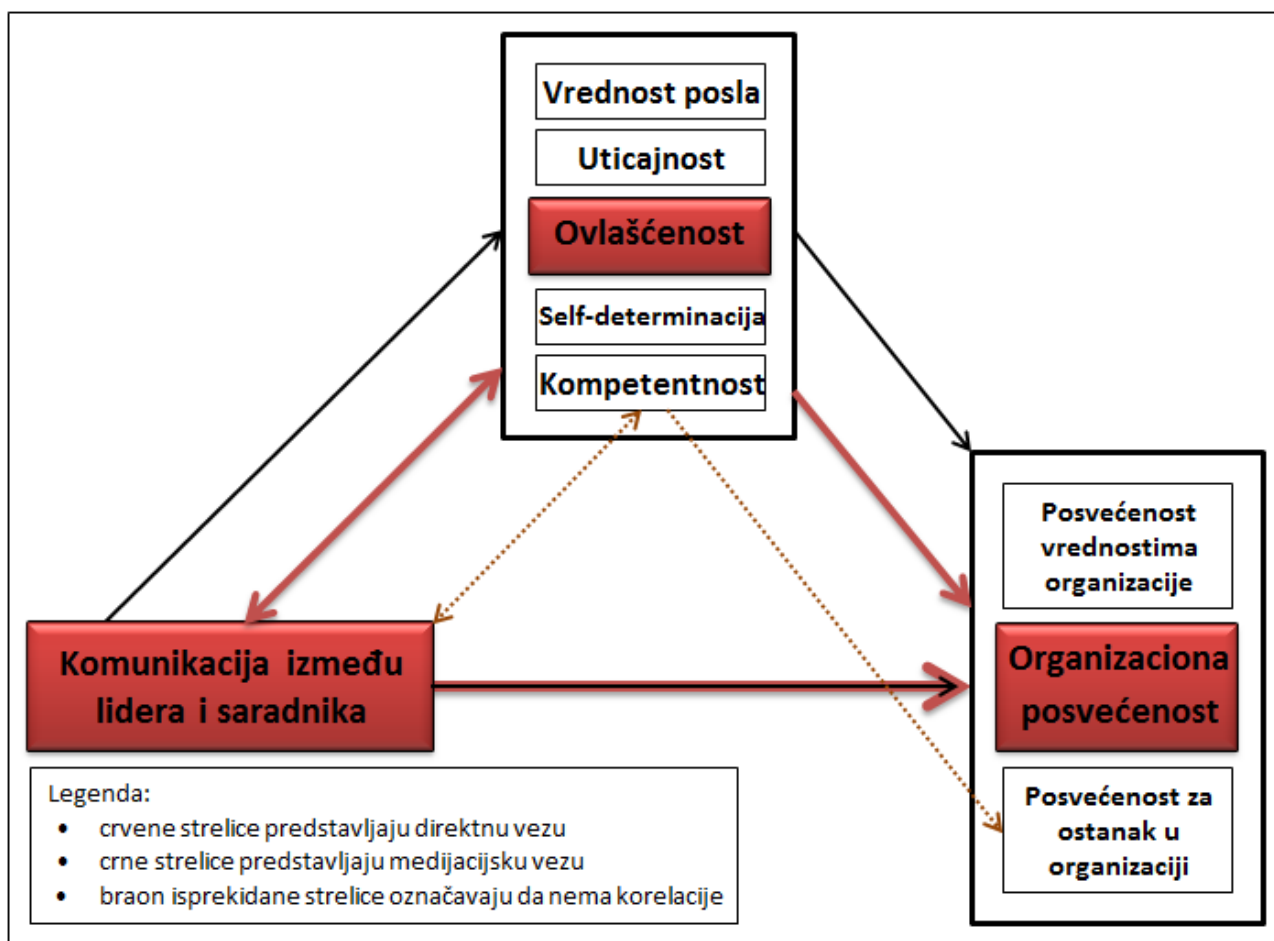 Vrednost posla
Uticajnost
Ovlašćenost
Self-determinacija
Kompetentnost
Posvećenost
vrednostima
organizacije
Komunikacija između
lidera i saradnika
Organizaciona
posvećenost
Posvećenost za
ostanak u
organizaciji
Legenda:
• crvene strelice predstavljaju direktnu vezu
• crne strelice predstavljaju medijacijsku vezu
• braon isprekidane strelice označavaju da nema korelacije